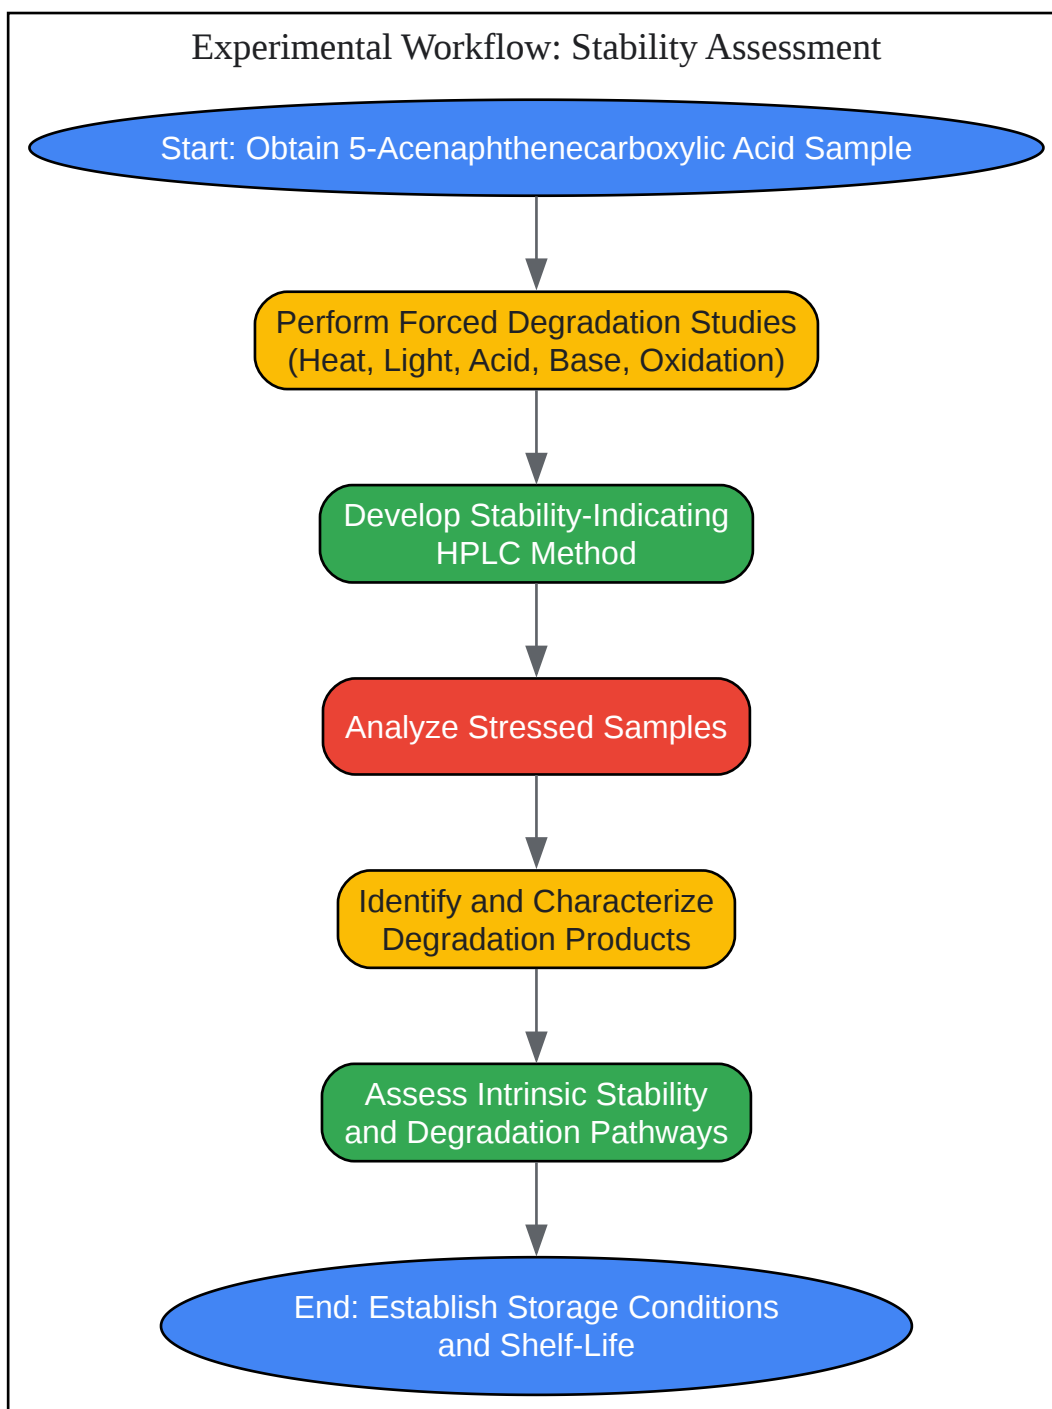 Experimental Workflow: Stability Assessment
Start: Obtain 5-Acenaphthenecarboxylic Acid Sample
Perform Forced Degradation Studies
(Heat, Light, Acid, Base, Oxidation)
Develop Stability-Indicating
HPLC Method
Analyze Stressed Samples
Identify and Characterize
Degradation Products
Assess Intrinsic Stability
and Degradation Pathways
End: Establish Storage Conditions
and Shelf-Life